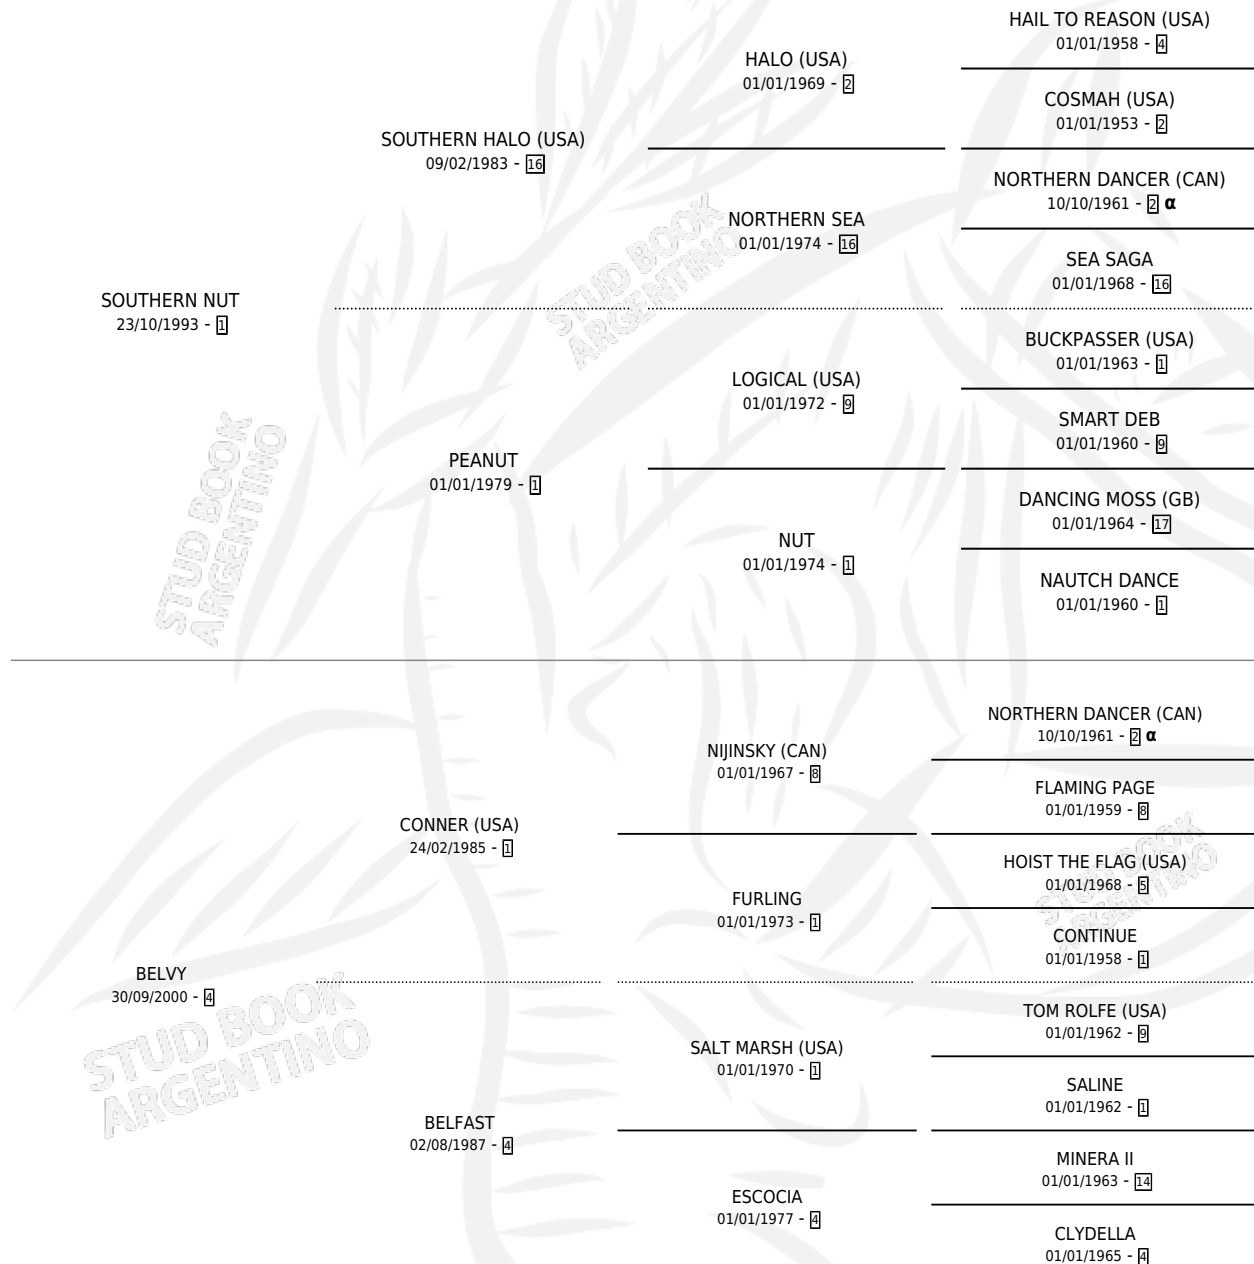 HAIL TO REASON (USA)
01/01/1958 - 4
HALO (USA)
01/01/1969 - 2
COSMAH (USA)
01/01/1953 - 2
SOUTHERN HALO (USA)
09/02/1983 - 16
NORTHERN DANCER (CAN)
10/10/1961 - 2 α
NORTHERN SEA
01/01/1974 - 16
SEA SAGA
01/01/1968 - 16
SOUTHERN NUT
23/10/1993 - 1
BUCKPASSER (USA)
01/01/1963 - 1
LOGICAL (USA)
01/01/1972 - 9
SMART DEB
01/01/1960 - 9
PEANUT
01/01/1979 - 1
DANCING MOSS (GB)
01/01/1964 - 17
NUT
01/01/1974 - 1
NAUTCH DANCE
01/01/1960 - 1
STUD BOOK
ARGENTINO
STUD BOOK
ARGENTINO
NORTHERN DANCER (CAN)
10/10/1961 - 2 α
NIJINSKY (CAN)
01/01/1967 - 8
FLAMING PAGE
01/01/1959 - 8
CONNER (USA)
24/02/1985 - 1
HOIST THE FLAG (USA)
01/01/1968 - 5
FURLING
01/01/1973 - 1
CONTINUE
01/01/1958 - 1
BELVY
30/09/2000 - 4
TOM ROLFE (USA)
01/01/1962 - 9
SALT MARSH (USA)
01/01/1970 - 1
SALINE
01/01/1962 - 1
BELFAST
02/08/1987 - 4
MINERA II
01/01/1963 - 14
ESCOCIA
01/01/1977 - 4
CLYDELLA
01/01/1965 - 4
STUD BOOK
ARGENTINO
STUD BOOK
ARGENTINO